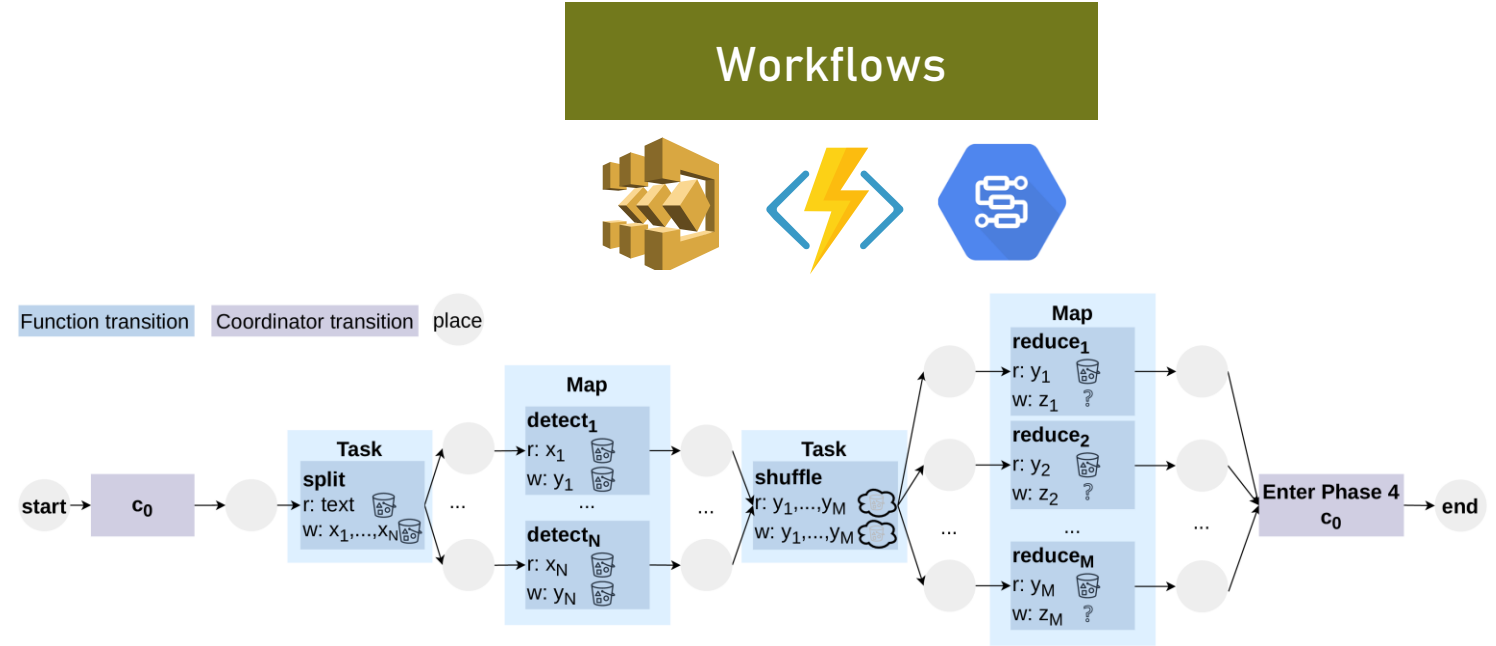 Workflows
Function transition
Coordinator transition
place
start
c0
Task
split
r: text
w: x1,...,xN
...
Map
detect1
r: x1
w: y1
...
detectN
r: xN
w: yN
...
Task
shuffle
r: y1,...,yM
w: y1,...,yM
...
Map
reduce1
r: y1
w: z1
?
reduce2
r: y2
w: z2
?
...
reduceM
r: yM
w: zM
?
...
Enter Phase 4
c0
end